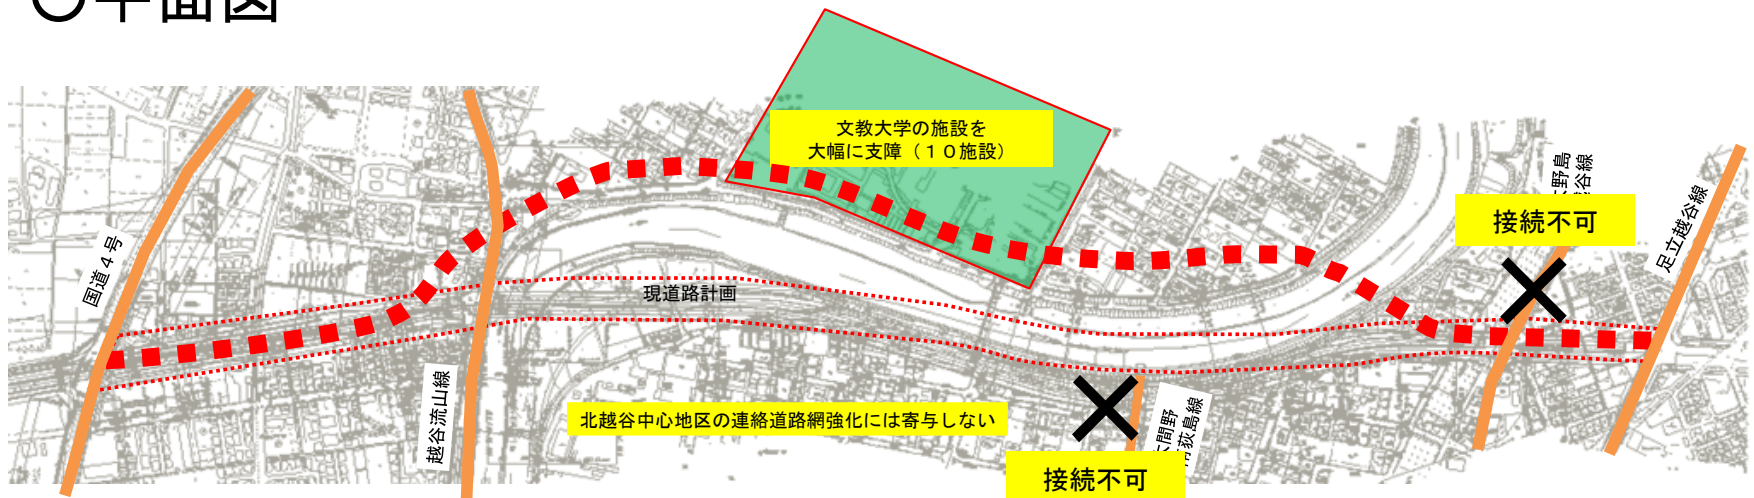 〇平面図
文教大学の施設を
大幅に支障（１０施設）
接続不可
足立越谷線
国道４号
現道路計画
越谷流山線
北越谷中心地区の連絡道路網強化には寄与しない
接続不可